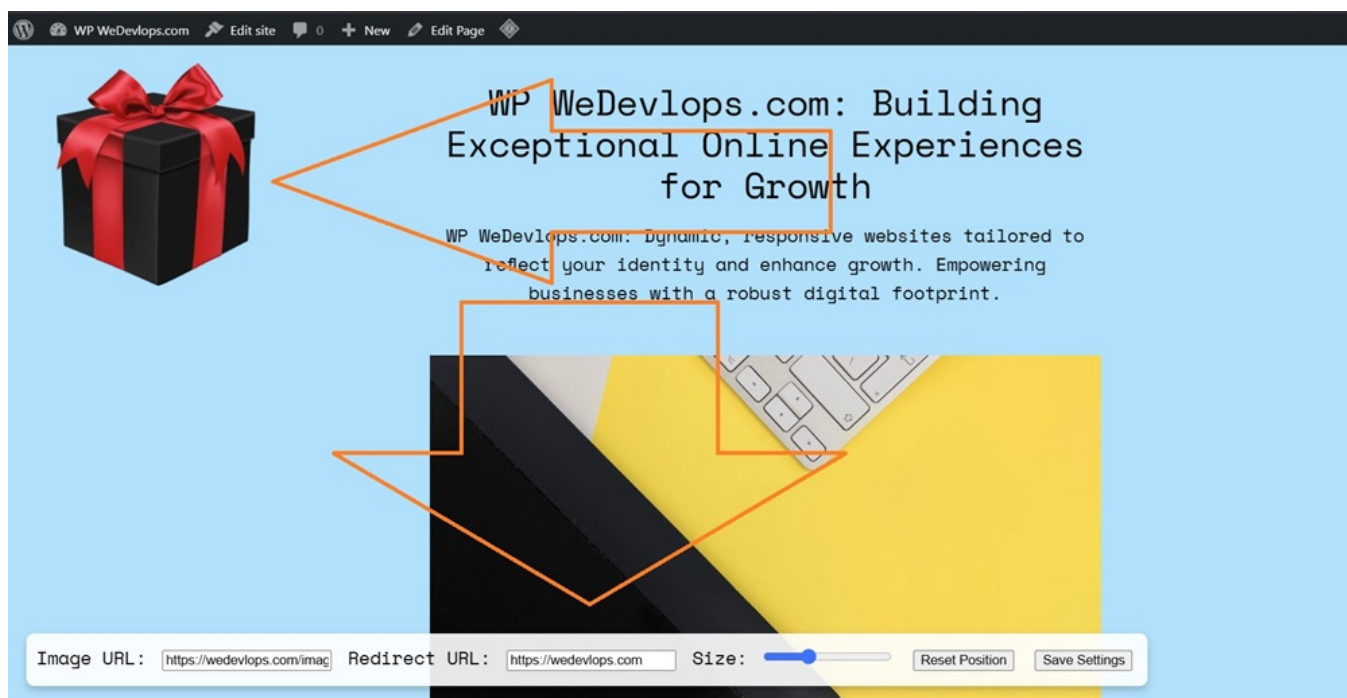 WP WeDevlops.com Edit site 0 New Edit Page
WP WeDevlops.com: Building
Exceptional Online Experiences
for Growth
WP WeDevlops.com: Dynamic, responsive websites tailored to
reflect your identity and enhance growth. Empowering
businesses with a robust digital footprint.
Image URL: https://wedevlops.com/imag Redirect URL: https://wedevlops.com Size: Reset Position Save Settings